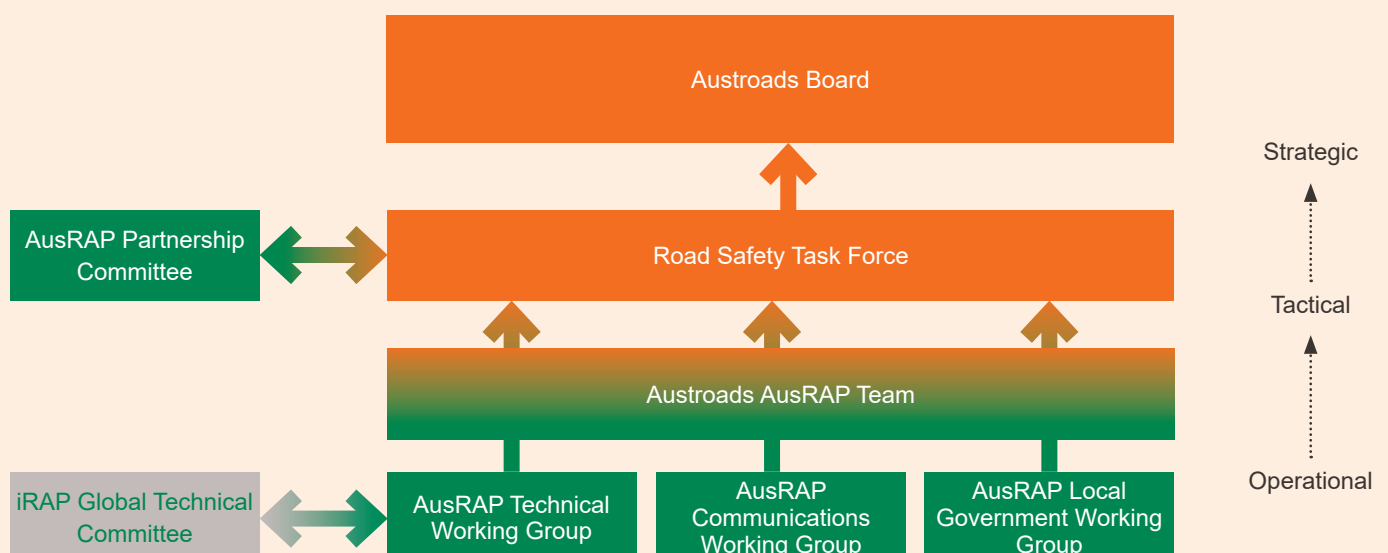 Austroads Board
Strategic
AusRAP Partnership
Committee
Road Safety Task Force
Tactical
Austroads AusRAP Team
Operational
iRAP Global Technical
Committee
AusRAP Technical
Working Group
AusRAP
Communications
Working Group
AusRAP Local
Government Working
Group